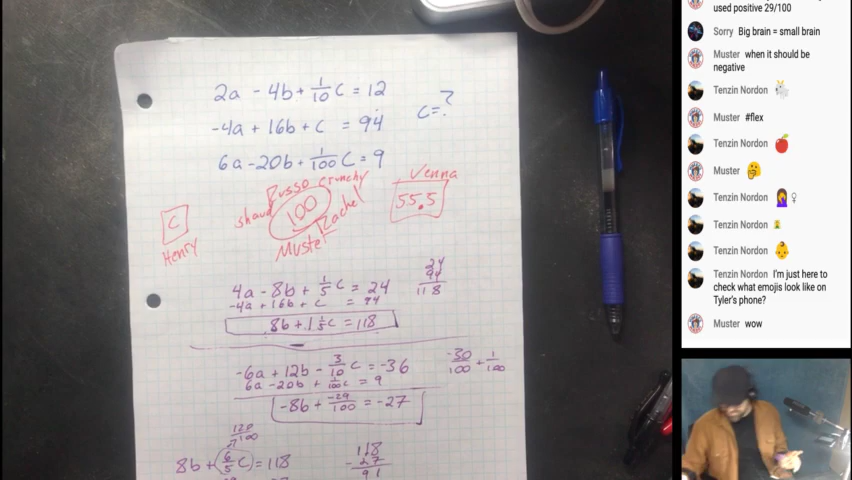 2a - 4b + 1/10 C = 12
-4a + 16b + C = 94
6a - 20b + 1/100 C = 9
C = ?
Russo crunchy
Shaud 100 Rachel
Muster
Venna
55.5
C
Henry
4a - 8b + 1/5 C = 24
-4a + 16b + C = 94
8b + 1 1/5 C = 118
24
94
118
-6a + 12b - 3/10 C = -36
6a - 20b + 1/100 C = 9
-8b + -29/100 = -27
-30/100 + 1/100
120/100
8b + 6/5 C = 118
118
- 27
91
used positive 29/100
Sorry Big brain = small brain
Muster when it should be
negative
Tenzin Nordon 🐐
Muster #flex
Tenzin Nordon 🍎
Muster 🤔
Tenzin Nordon 🤦♀
Tenzin Nordon
Tenzin Nordon 👶
Tenzin Nordon I'm just here to
check what emojis look like on
Tyler's phone?
Muster wow